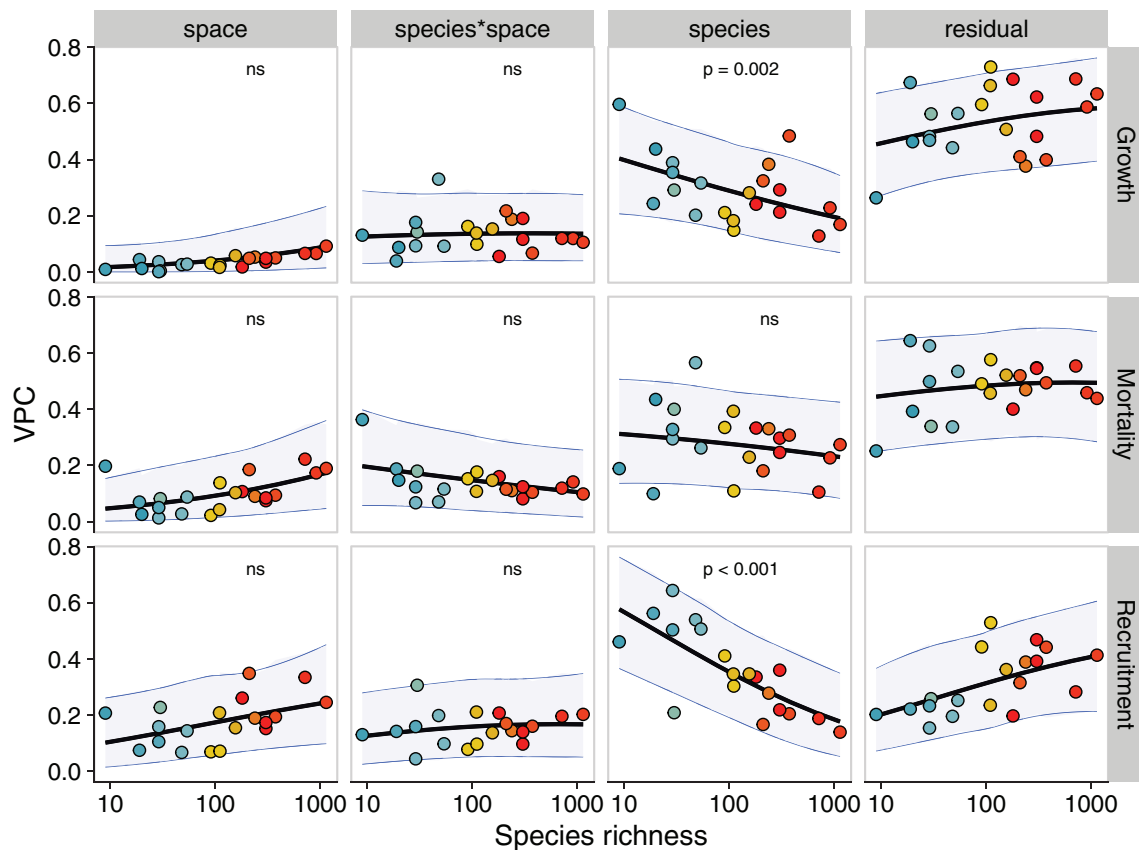 space species*space species residual
0.8 0.6 0.4 0.2 0.0
ns ns p = 0.002
Growth
0.8 0.6 0.4 0.2 0.0
ns ns ns
Mortality
VPC
0.8 0.6 0.4 0.2 0.0
ns ns p < 0.001
Recruitment
10 100 1000 10 100 1000 10 100 1000 10 100 1000
Species richness